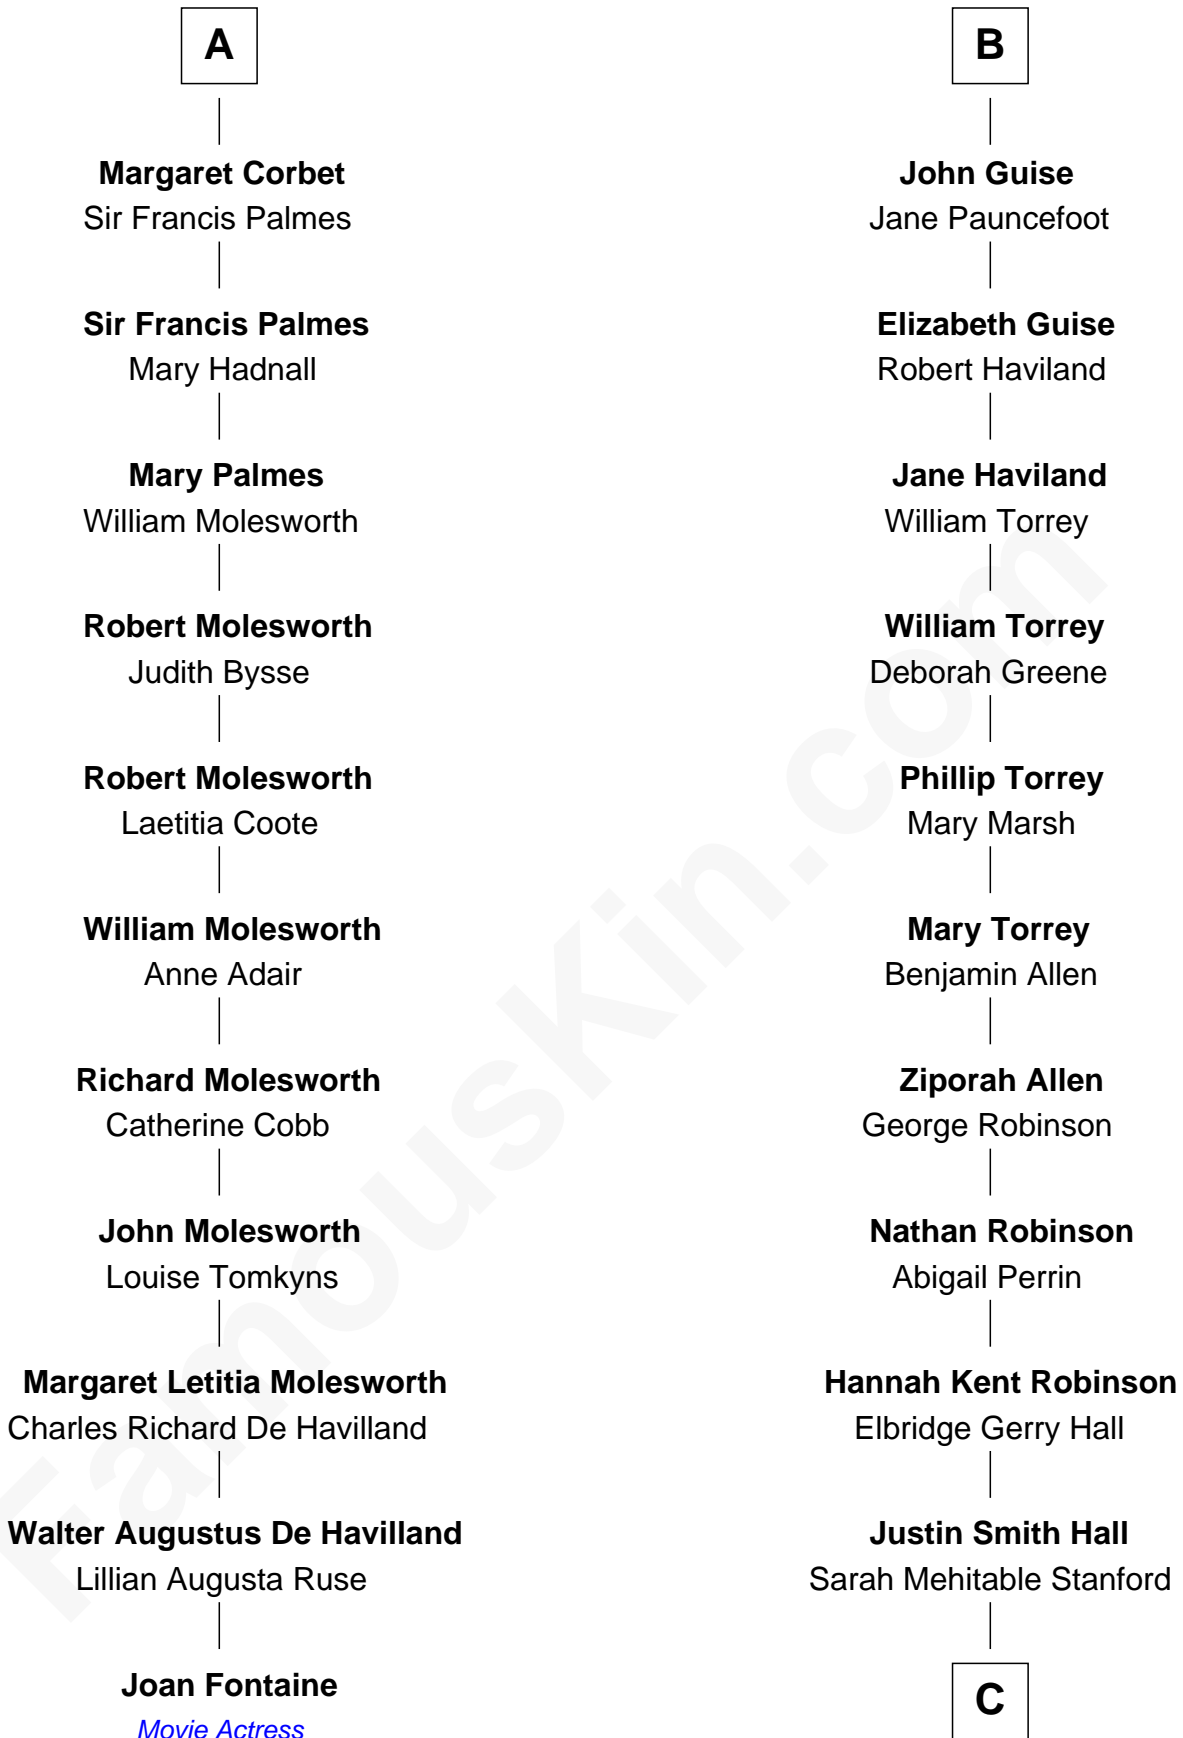 A
Margaret Corbet
Sir Francis Palmes
Sir Francis Palmes
Mary Hadnall
Mary Palmes
William Molesworth
Robert Molesworth
Judith Bysse
Robert Molesworth
Laetitia Coote
William Molesworth
Anne Adair
Richard Molesworth
Catherine Cobb
John Molesworth
Louise Tomkyns
Margaret Letitia Molesworth
Charles Richard De Havilland
Walter Augustus De Havilland
Lillian Augusta Ruse
Joan Fontaine
Movie Actress
B
John Guise
Jane Pauncefoot
Elizabeth Guise
Robert Haviland
Jane Haviland
William Torrey
William Torrey
Deborah Greene
Phillip Torrey
Mary Marsh
Mary Torrey
Benjamin Allen
Ziporah Allen
George Robinson
Nathan Robinson
Abigail Perrin
Hannah Kent Robinson
Elbridge Gerry Hall
Justin Smith Hall
Sarah Mehitable Stanford
C
FamousKin.com